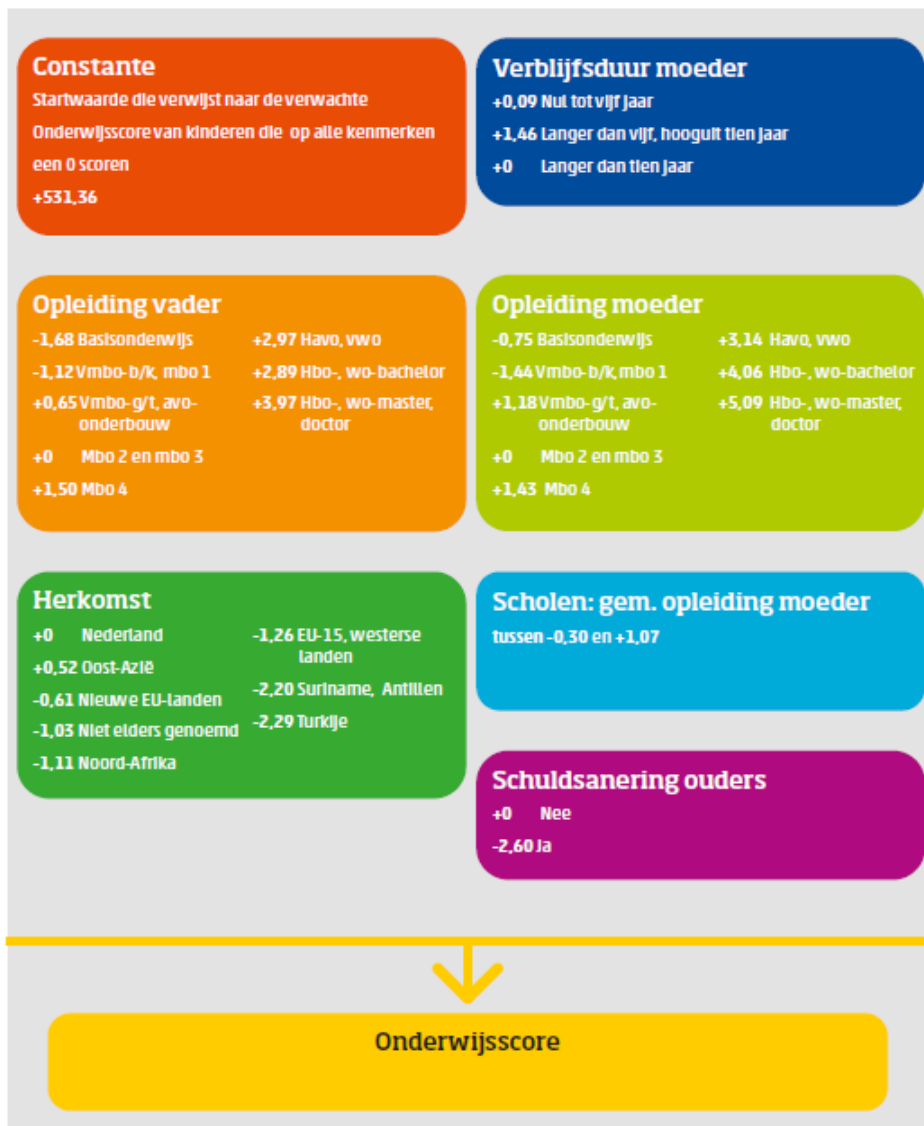 Constante
Startwaarde die verwijst naar de verwachte
Onderwijsscore van kinderen die op alle kenmerken
een 0 scoren
+531,36
Verblijfsduur moeder
+0,09 Nul tot vijf jaar
+1,46 Langer dan vijf, hooguit tien jaar
+0 Langer dan tien jaar
Opleiding vader
-1,68 Basisonderwijs
-1,12 Vmbo-b/k, mbo 1
+0,65 Vmbo-g/t, avo-
onderbouw
+0 Mbo 2 en mbo 3
+1,50 Mbo 4
+2,97 Havo, vwo
+2,89 Hbo-, wo-bachelor
+3,97 Hbo-, wo-master,
doctor
Opleiding moeder
-0,75 Basisonderwijs
-1,44 Vmbo-b/k, mbo 1
+1,18 Vmbo-g/t, avo-
onderbouw
+0 Mbo 2 en mbo 3
+1,43 Mbo 4
+3,14 Havo, vwo
+4,06 Hbo-, wo-bachelor
+5,09 Hbo-, wo-master,
doctor
Herkomst
+0 Nederland
+0,52 Oost-Azië
-0,61 Nieuwe EU-landen
-1,03 Niet elders genoemd
-1,11 Noord-Afrika
-1,26 EU-15, westerse
landen
-2,20 Suriname, Antillen
-2,29 Turkije
Scholen: gem. opleiding moeder
tussen -0,30 en +1,07
Schuldsanering ouders
+0 Nee
-2,60 Ja
Onderwijsscore